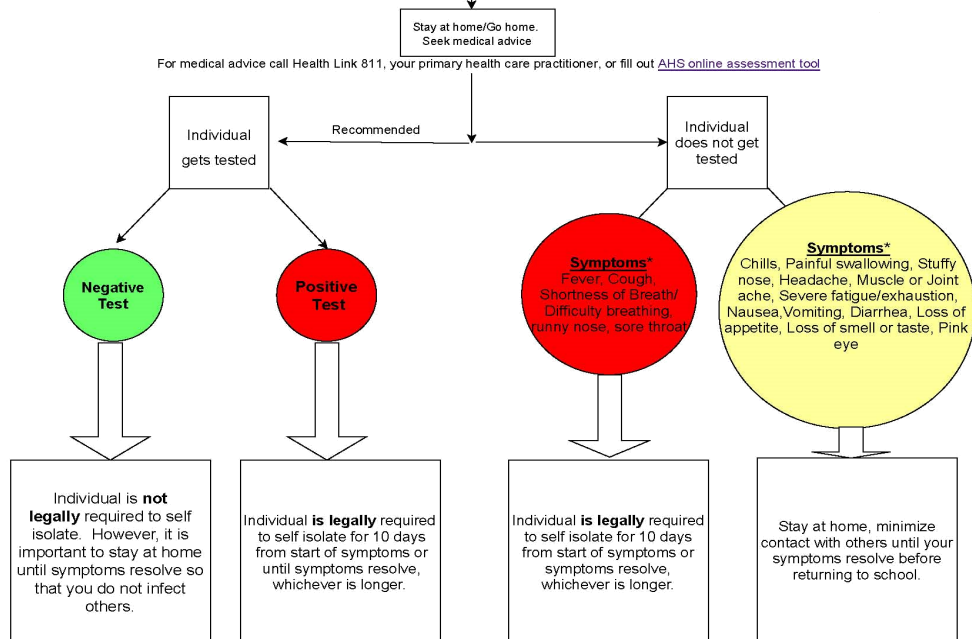 Stay at home/Go home.
Seek medical advice
For medical advice call Health Link 811, your primary health care practitioner, or fill out AHS online assessment tool
Individual
gets tested
Recommended
Individual
does not get
tested
Negative
Test
Positive
Test
Symptoms*
Fever, Cough,
Shortness of Breath/
Difficulty breathing,
runny nose, sore throat
Symptoms*
Chills, Painful swallowing, Stuffy
nose, Headache, Muscle or Joint
ache, Severe fatigue/exhaustion,
Nausea,Vomiting, Diarrhea, Loss of
appetite, Loss of smell or taste, Pink
eye
Individual is not
legally required to self
isolate. However, it is
important to stay at home
until symptoms resolve so
that you do not infect
others.
Individual is legally required
to self isolate for 10 days
from start of symptoms or
until symptoms resolve,
whichever is longer.
Individual is legally required
to self isolate for 10 days
from start of symptoms or
symptoms resolve,
whichever is longer.
Stay at home, minimize
contact with others until your
symptoms resolve before
returning to school.